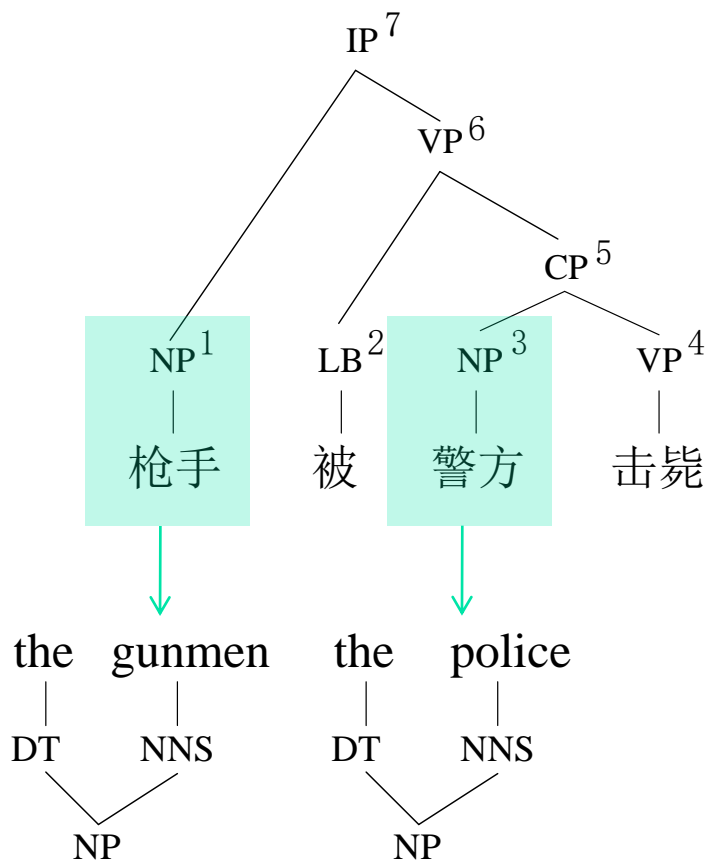 IP 7
VP 6
CP 5
NP 1 LB 2 NP 3 VP 4
枪手 被 警方 击毙
the gunmen the police
DT NNS DT NNS
NP NP